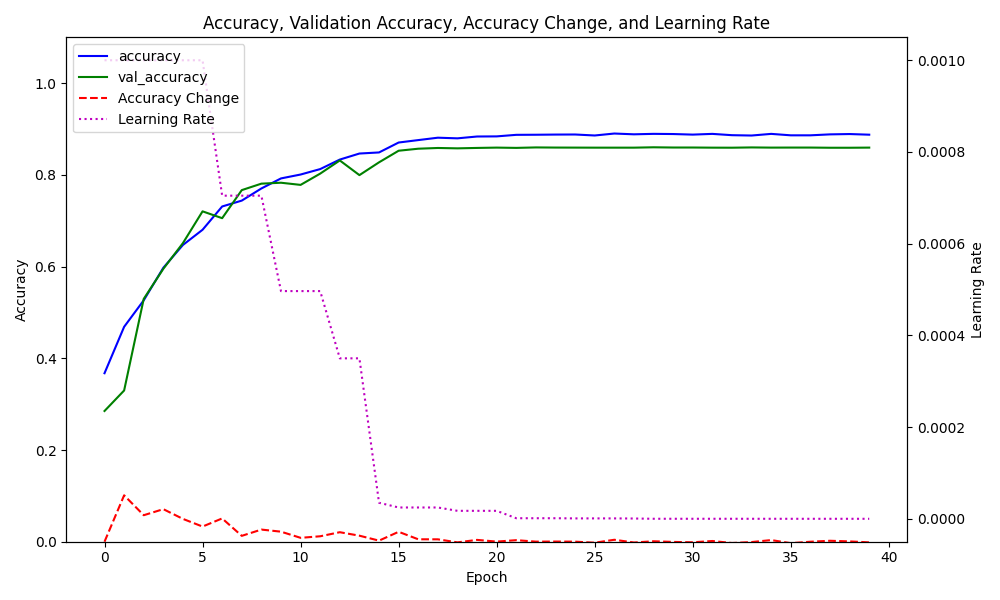 Accuracy, Validation Accuracy, Accuracy Change, and Learning Rate
accuracy
val_accuracy
Accuracy Change
Learning Rate
1.0
0.8
0.6
0.4
0.2
0.0
Accuracy
0.0010
0.0008
0.0006
0.0004
0.0002
0.0000
Learning Rate
0 5 10 15 20 25 30 35 40
Epoch